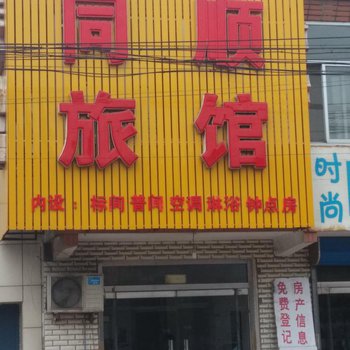 同顺
旅馆
内设：标间普间空调淋浴钟点房
时
尚
房产信息
免费登记